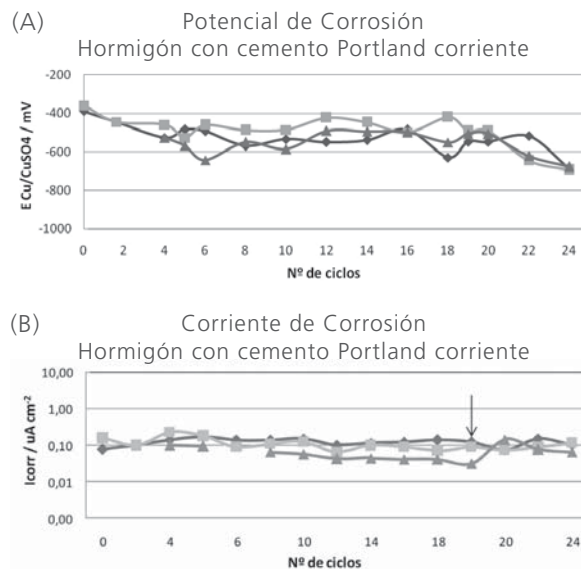 (A)
Potencial de Corrosión
Hormigón con cemento Portland corriente
E Cu/CuSO4 / mV
-200
-400
-600
-800
-1000
0 2 4 5 6 8 10 12 14 16 18 19 20 22 24
Nº de ciclos
(B)
Corriente de Corrosión
Hormigón con cemento Portland corriente
Icorr / uA cm-2
10,00
1,00
0,10
0,01
0,00
0 4 6 10 14 18 20 24
Nº de ciclos